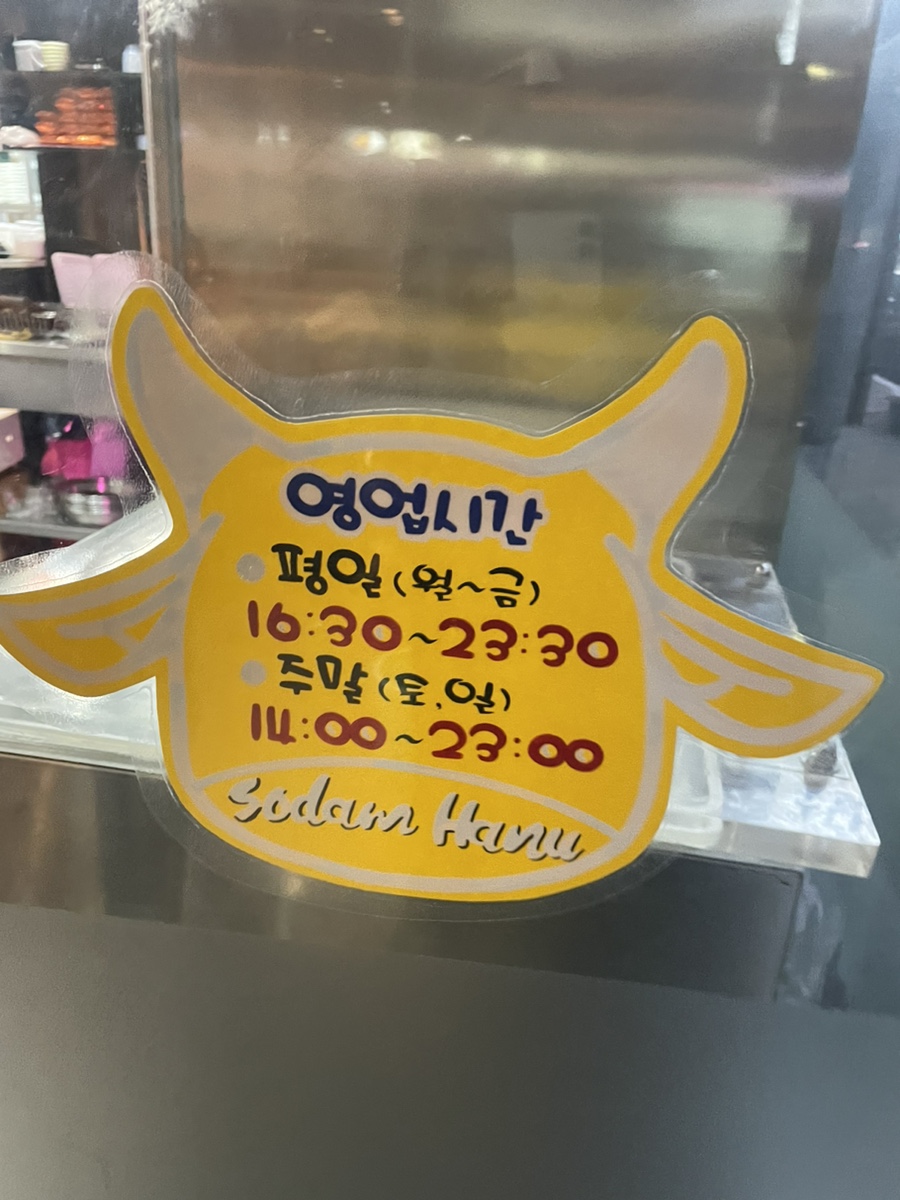 영업시간
평일 (월~금)
16:30~23:30
주말 (토,일)
14:00~23:00
Sodam Hanu